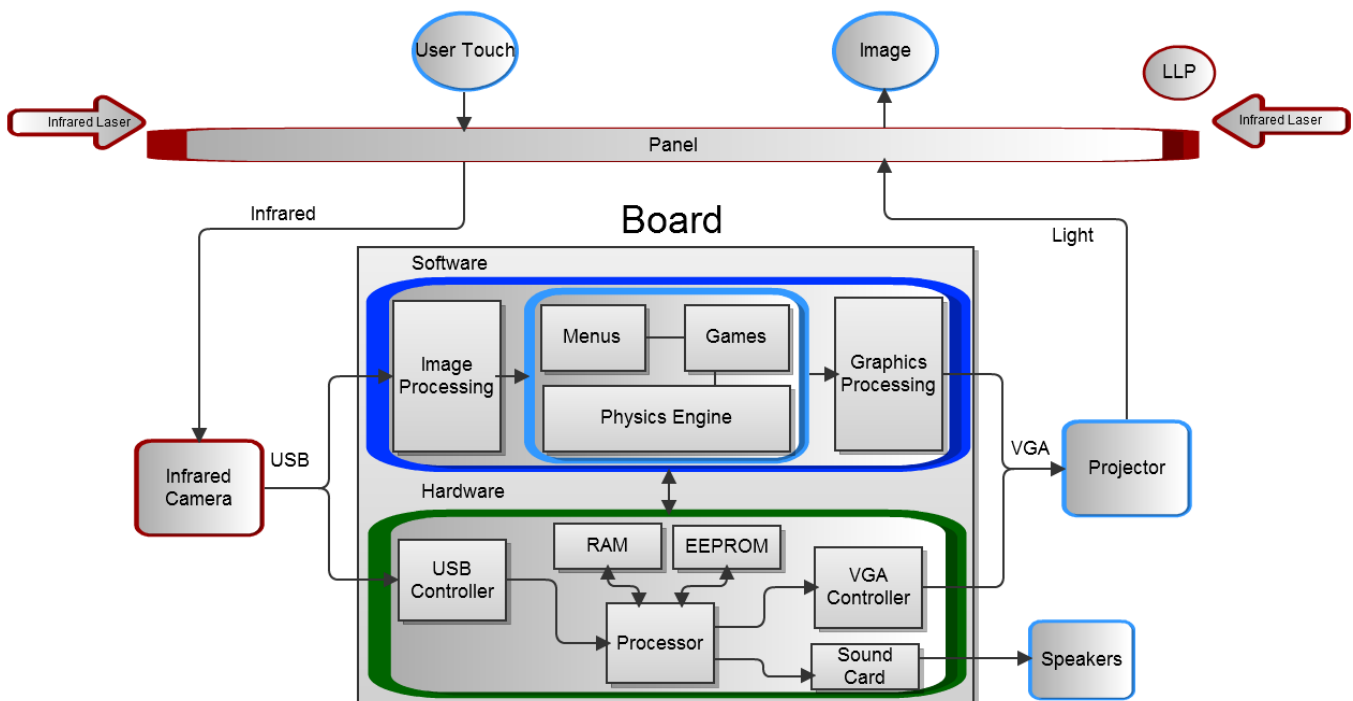 User Touch
Image
LLP
Infrared Laser
Infrared Laser
Panel
Infrared
Board
Light
Software
Menus
Games
Image
Processing
Graphics
Processing
Physics Engine
USB
VGA
Infrared
Camera
Projector
Hardware
RAM
EEPROM
USB
Controller
VGA
Controller
Processor
Sound
Card
Speakers